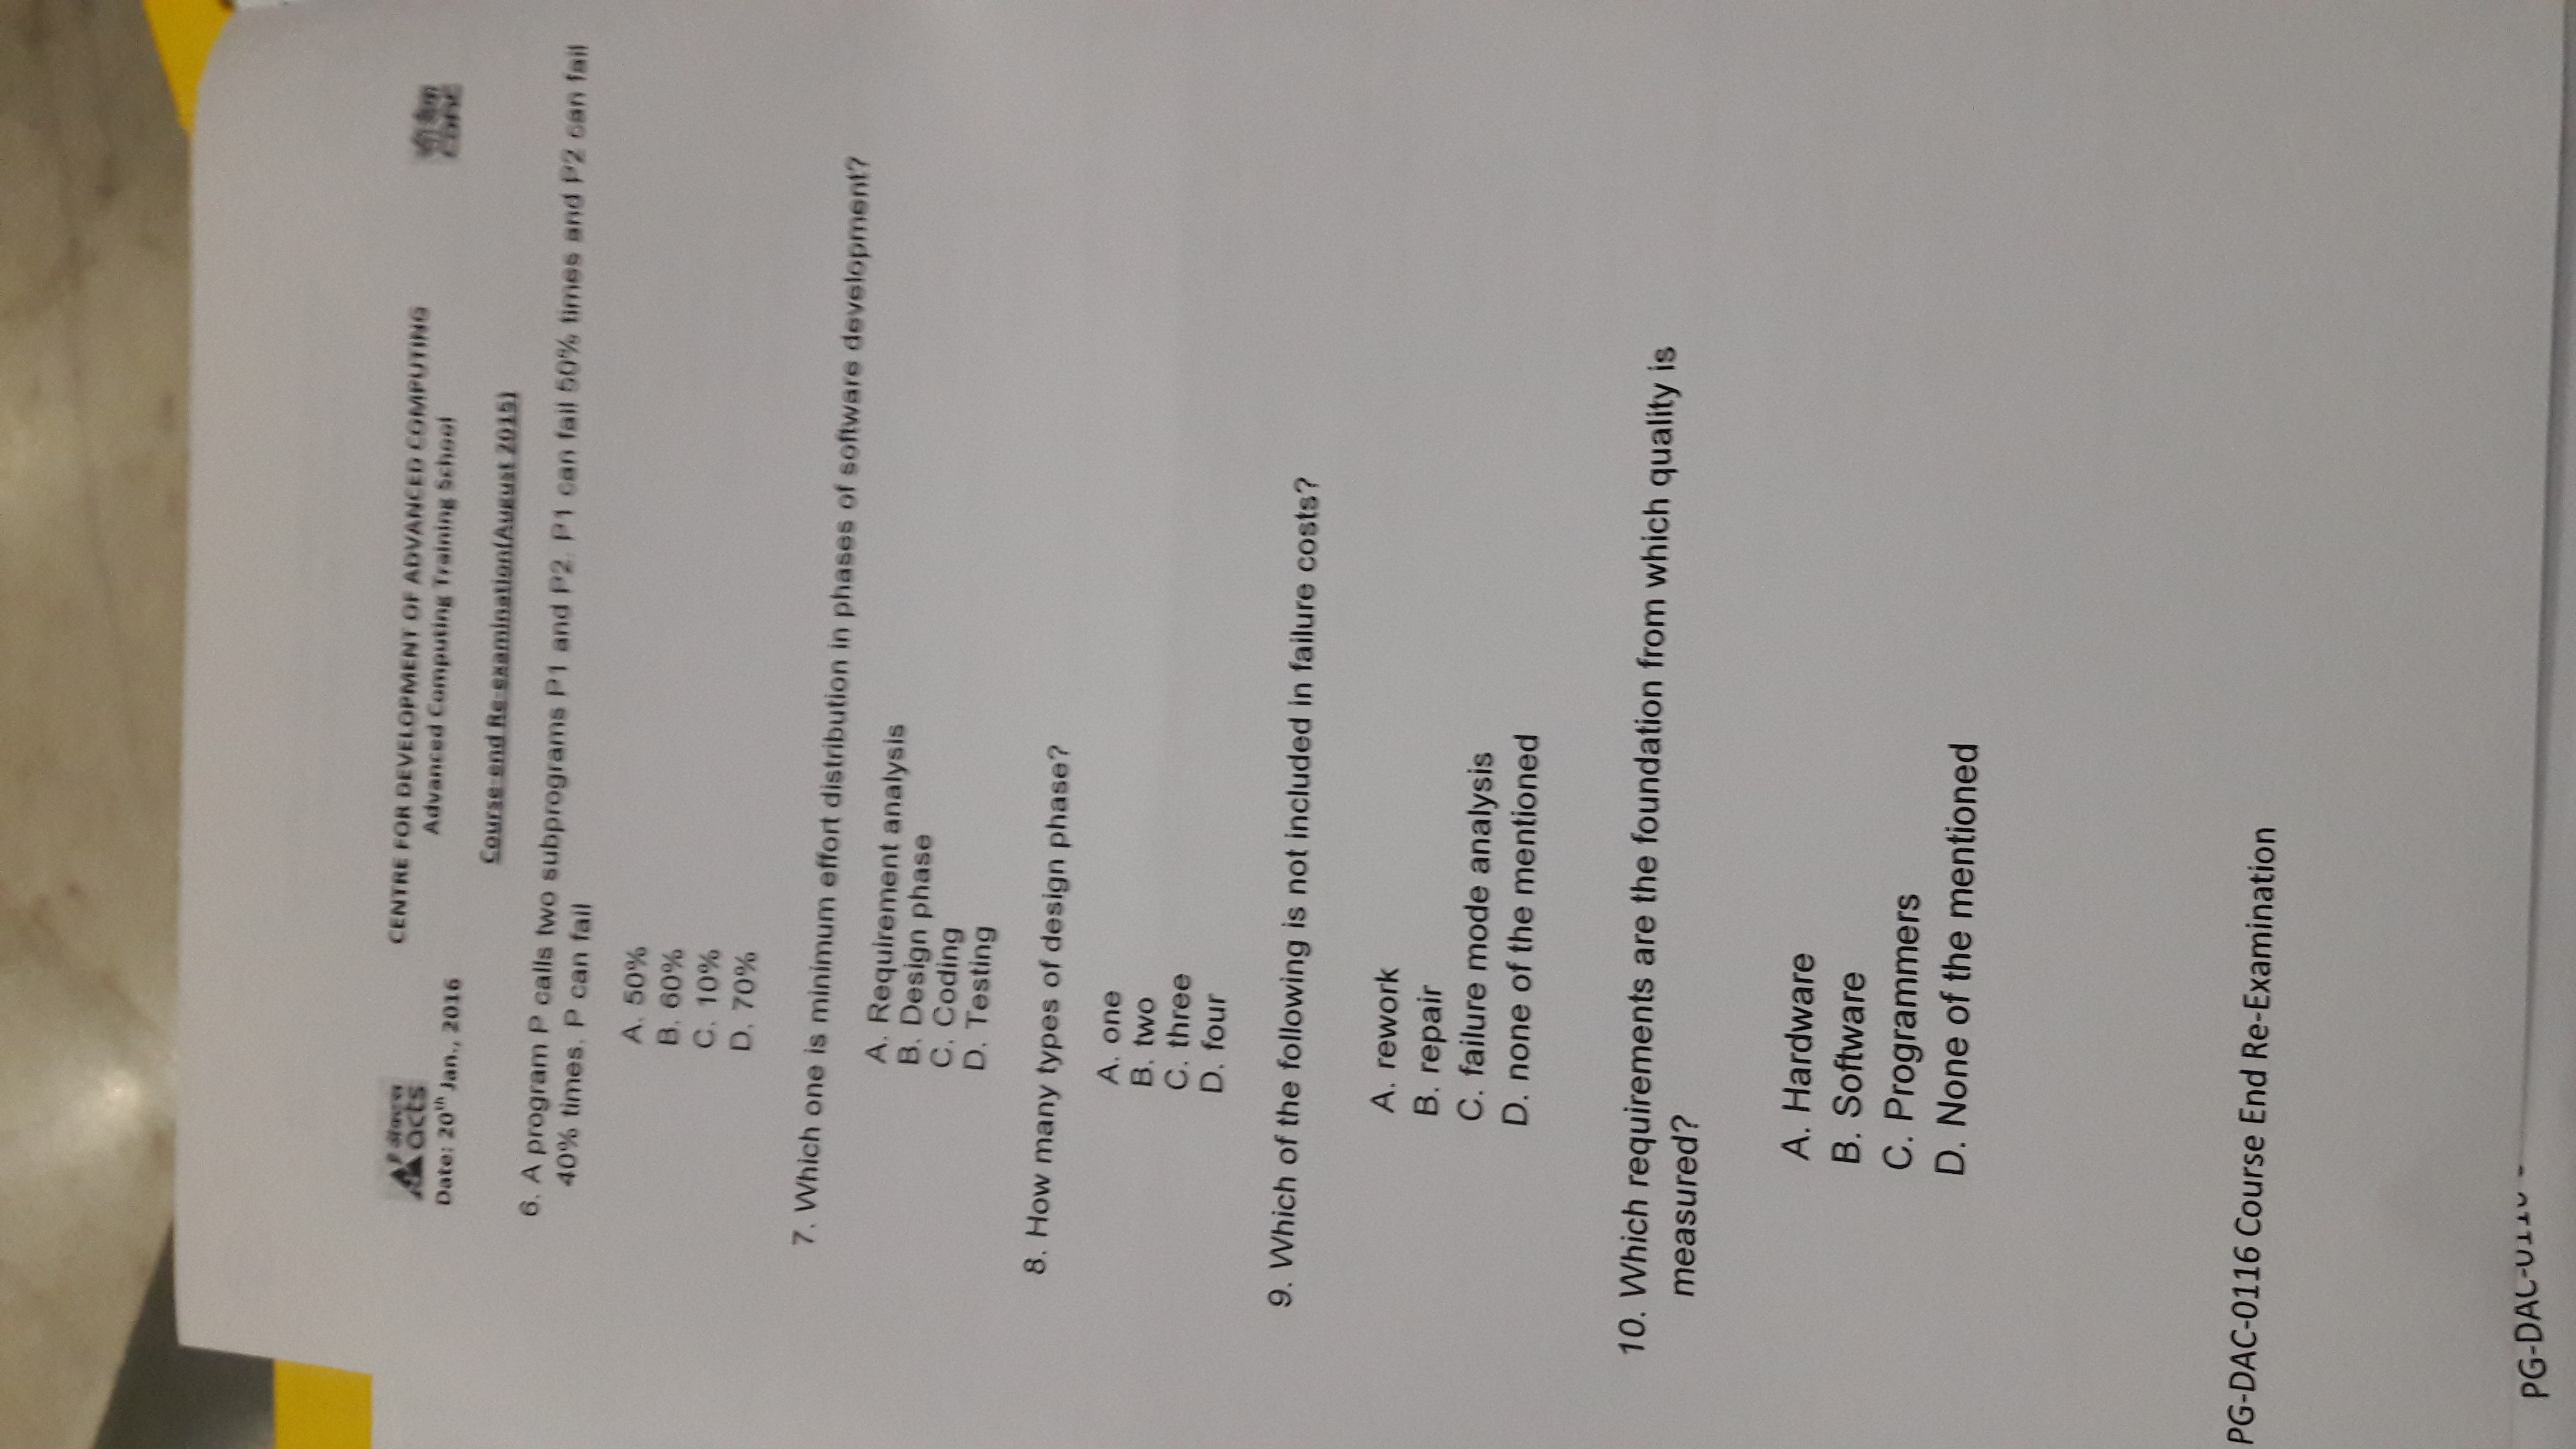 acts
CENTRE FOR DEVELOPMENT OF ADVANCED COMPUTING
Advanced Computing Training School
Date: 20th Jan., 2016
Course-end Re-examination(August 2015)
6. A program P calls two subprograms P1 and P2. P1 can fail 50% times and P2 can fail
40% times. P can fail
A. 50%
B. 60%
C. 10%
D. 70%
7. Which one is minimum effort distribution in phases of software development?
A. Requirement analysis
B. Design phase
C. Coding
D. Testing
8. How many types of design phase?
A. one
B. two
C. three
D. four
9. Which of the following is not included in failure costs?
A. rework
B. repair
C. failure mode analysis
D. none of the mentioned
10. Which requirements are the foundation from which quality is
measured?
A. Hardware
B. Software
C. Programmers
D. None of the mentioned
PG-DAC-0116 Course End Re-Examination